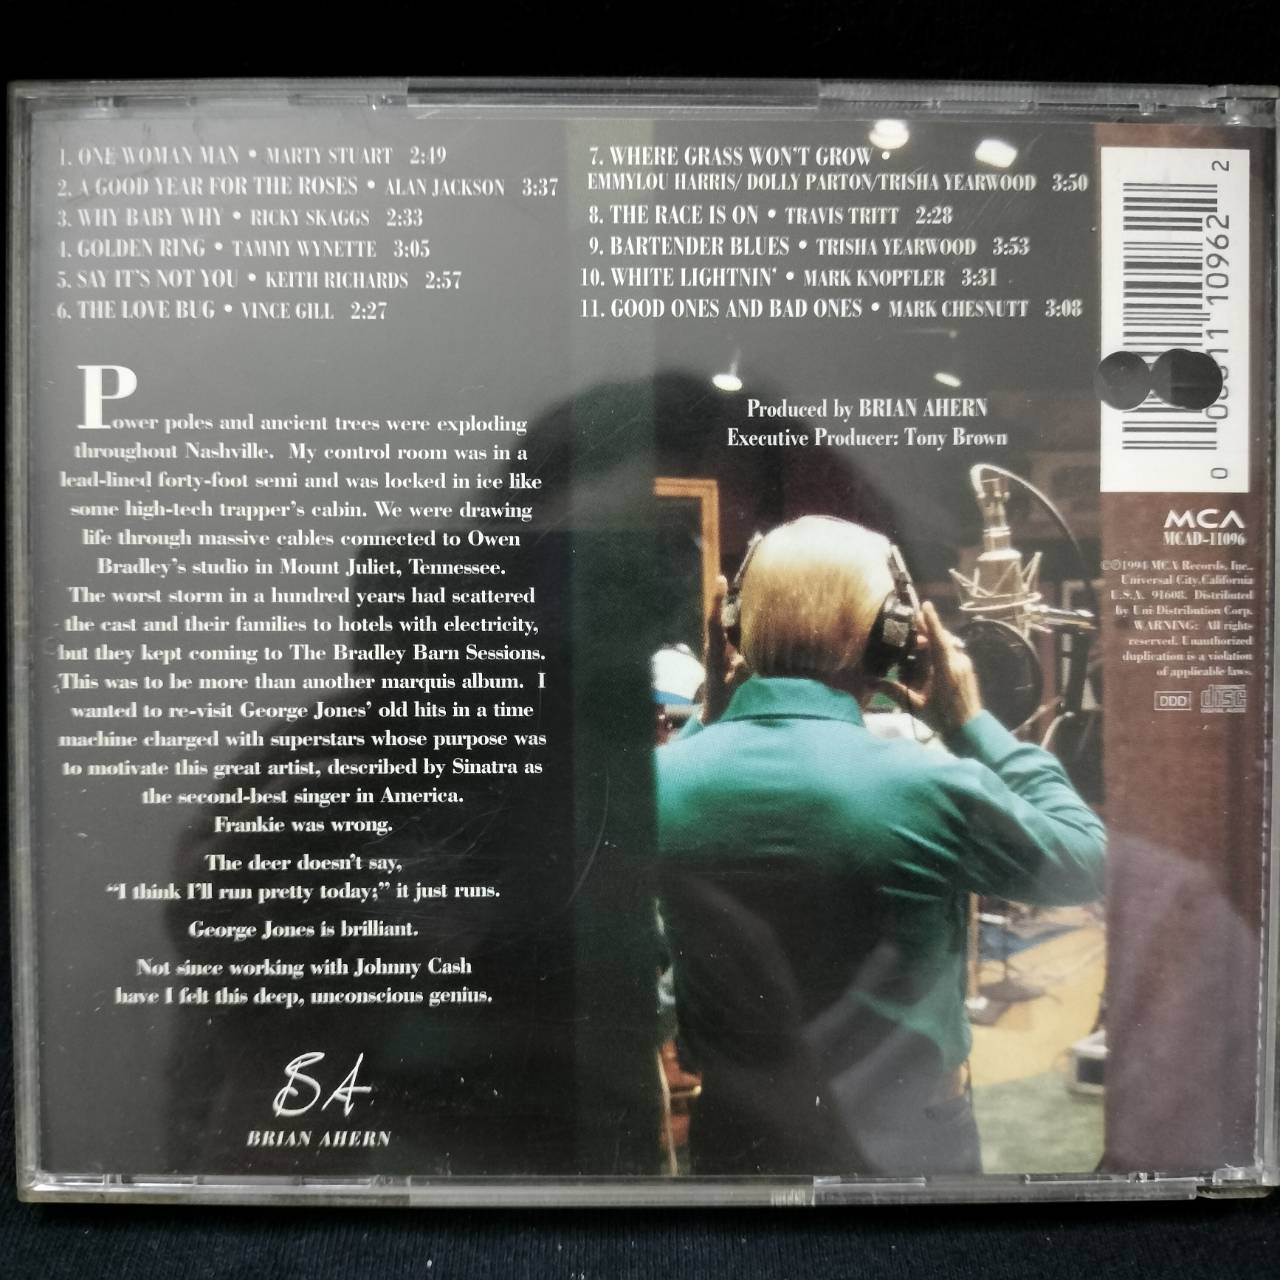 1. ONE WOMAN MAN • MARTY STUART 2:49
2. A GOOD YEAR FOR THE ROSES • ALAN JACKSON 3:37
3. WHY BABY WHY • RICKY SKAGGS 2:33
4. GOLDEN RING • TAMMY WYNETTE 3:05
5. SAY IT'S NOT YOU • KEITH RICHARDS 2:57
6. THE LOVE BUG • VINCE GILL 2:27
7. WHERE GRASS WON'T GROW •
EMMYLOU HARRIS/ DOLLY PARTON/TRISHA YEARWOOD 3:50
8. THE RACE IS ON • TRAVIS TRITT 2:28
9. BARTENDER BLUES • TRISHA YEARWOOD 3:53
10. WHITE LIGHTNIN' • MARK KNOPFLER 3:31
11. GOOD ONES AND BAD ONES • MARK CHESNUTT 3:08
Power poles and ancient trees were exploding
throughout Nashville. My control room was in a
lead-lined forty-foot semi and was locked in ice like
some high-tech trapper's cabin. We were drawing
life through massive cables connected to Owen
Bradley's studio in Mount Juliet, Tennessee.
The worst storm in a hundred years had scattered
the cast and their families to hotels with electricity,
but they kept coming to The Bradley Barn Sessions.
This was to be more than another marquis album. I
wanted to re-visit George Jones' old hits in a time
machine charged with superstars whose purpose was
to motivate this great artist, described by Sinatra as
the second-best singer in America.
Frankie was wrong.
The deer doesn't say,
“I think I'll run pretty today;” it just runs.
George Jones is brilliant.
Not since working with Johnny Cash
have I felt this deep, unconscious genius.
BA
BRIAN AHERN
Produced by BRIAN AHERN
Executive Producer: Tony Brown
10962 2
0
MCA
MCAD-11096
©℗1994 MCA Records, Inc.,
Universal City, California
U.S.A. 91608. Distributed
by Uni Distribution Corp.
WARNING: All rights
reserved. Unauthorized
duplication is a violation
of applicable laws.
DDD
COMPACT
disc
DIGITAL AUDIO